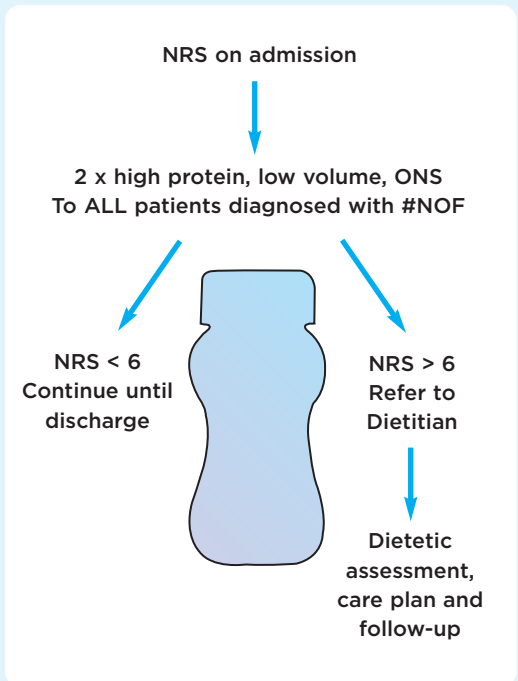 NRS on admission
2 x high protein, low volume, ONS
To ALL patients diagnosed with #NOF
NRS < 6
Continue until
discharge
NRS > 6
Refer to
Dietitian
Dietetic
assessment,
care plan and
follow-up